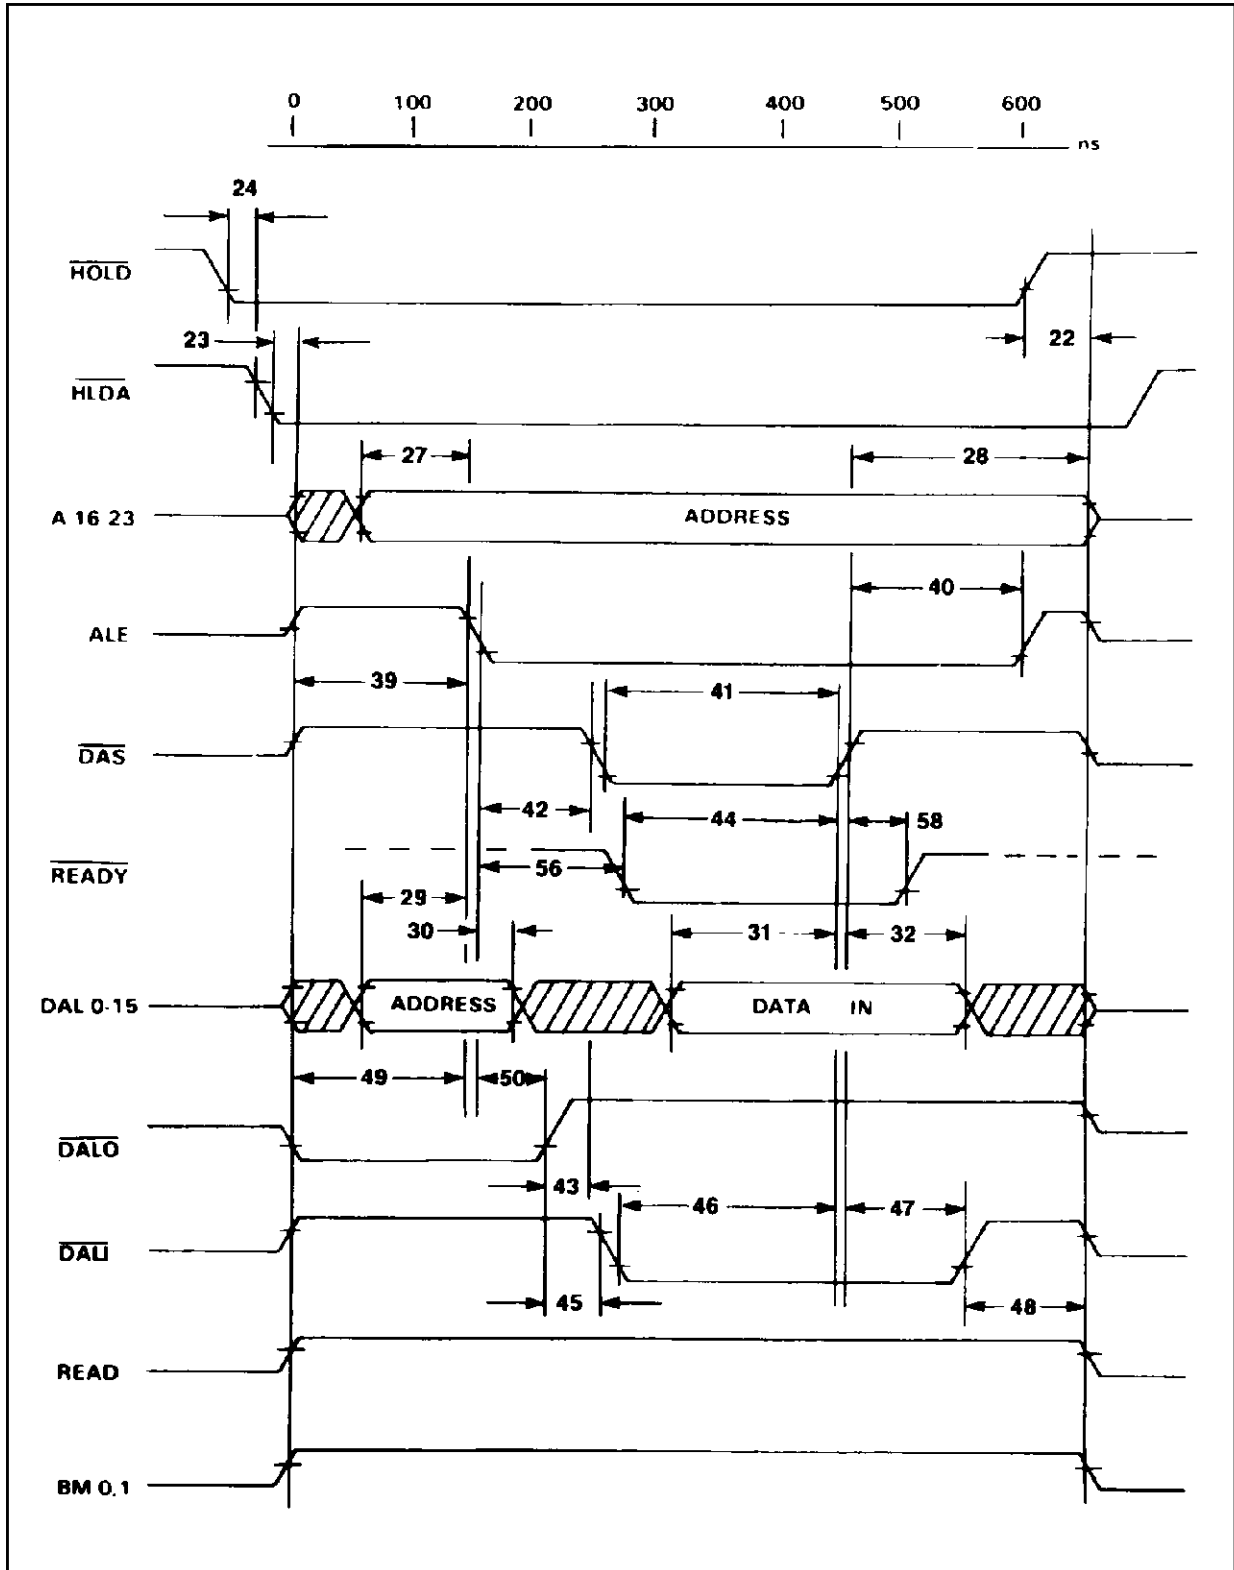 0 100 200 300 400 500 600
ns
24
HOLD
23 22
HLDA
27 28
A 16 23 ADDRESS
40
ALE
39 41
DAS
42 44 58
READY 56
29
30 31 32
DAL 0-15 ADDRESS DATA IN
49 50
DALO
43 46 47
DALI
45 48
READ
BM 0.1